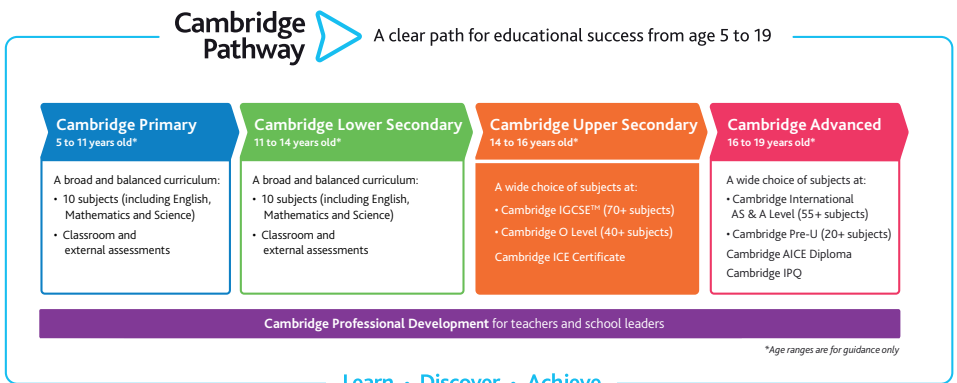 Cambridge
Pathway
A clear path for educational success from age 5 to 19
Cambridge Primary
5 to 11 years old*
A broad and balanced curriculum:
• 10 subjects (including English,
Mathematics and Science)
• Classroom and
external assessments
Cambridge Lower Secondary
11 to 14 years old*
A broad and balanced curriculum:
• 10 subjects (including English,
Mathematics and Science)
• Classroom and
external assessments
Cambridge Upper Secondary
14 to 16 years old*
A wide choice of subjects at:
• Cambridge IGCSE™ (70+ subjects)
• Cambridge O Level (40+ subjects)
Cambridge ICE Certificate
Cambridge Advanced
16 to 19 years old*
A wide choice of subjects at:
• Cambridge International
AS & A Level (55+ subjects)
• Cambridge Pre-U (20+ subjects)
Cambridge AICE Diploma
Cambridge IPQ
Cambridge Professional Development for teachers and school leaders
*Age ranges are for guidance only
Learn • Discover • Achieve